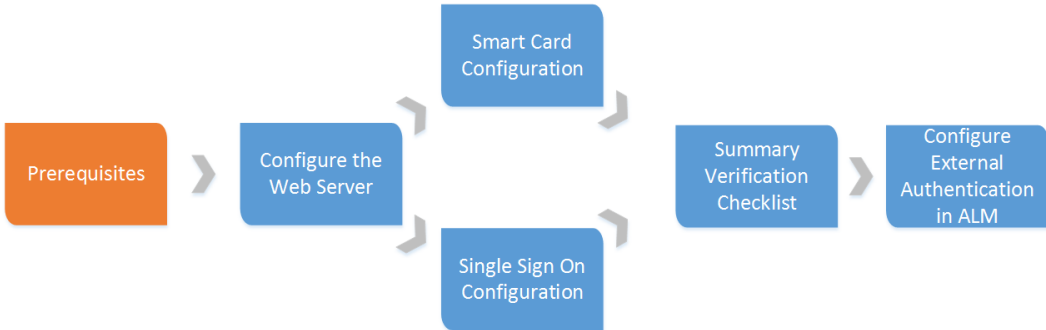 Prerequisites
Configure the
Web Server
Smart Card
Configuration
Single Sign On
Configuration
Summary
Verification
Checklist
Configure
External
Authentication
in ALM